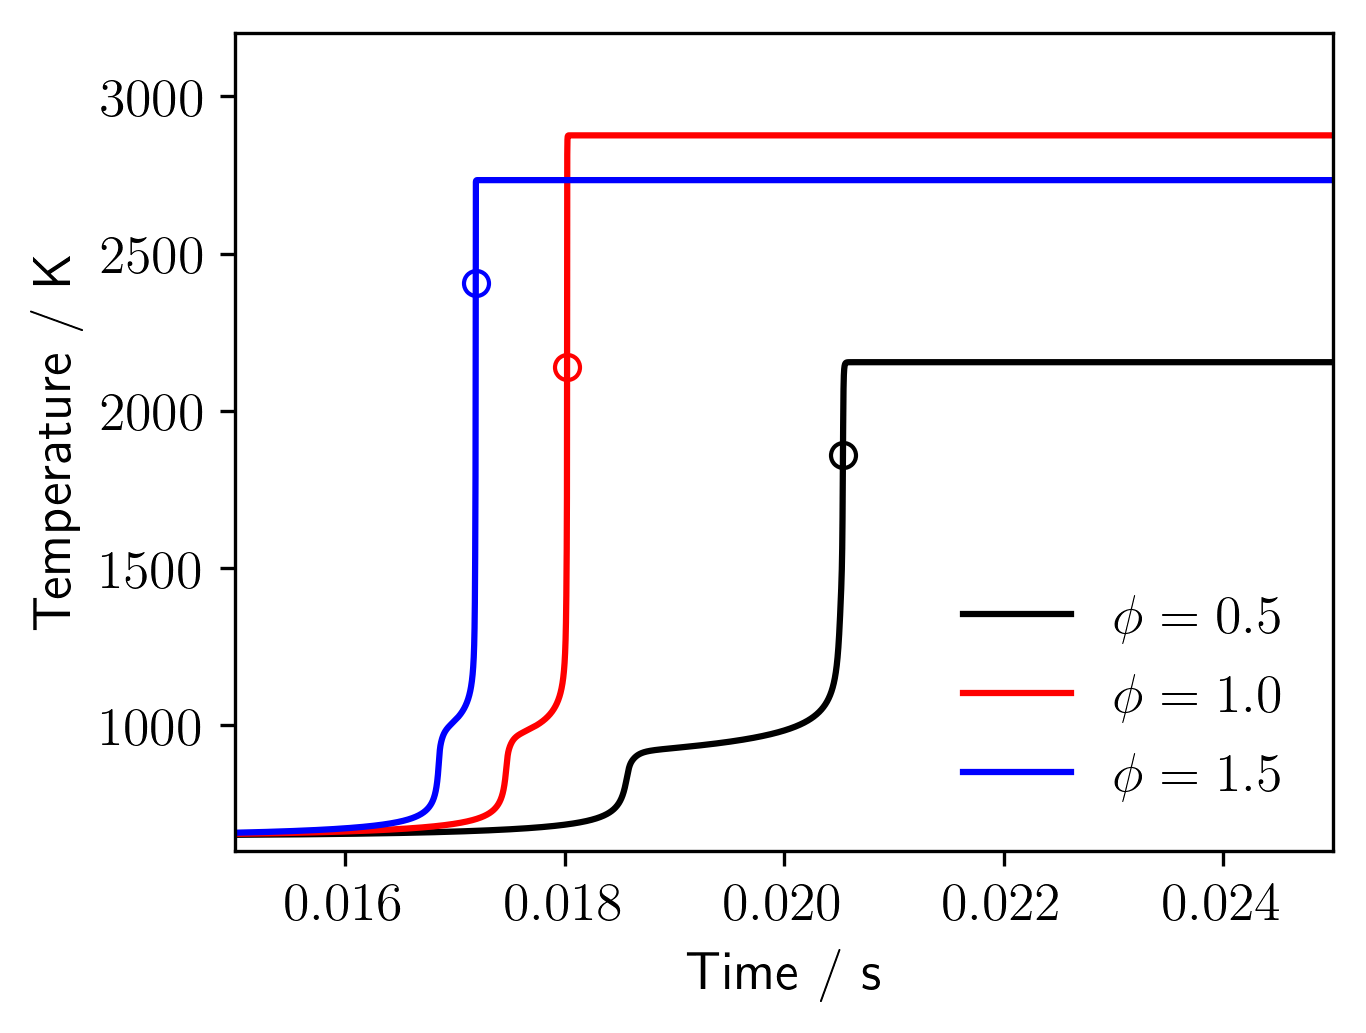 3000
2500
2000
1500
1000
Temperature / K
0.016 0.018 0.020 0.022 0.024
Time / s
ϕ = 0.5
ϕ = 1.0
ϕ = 1.5